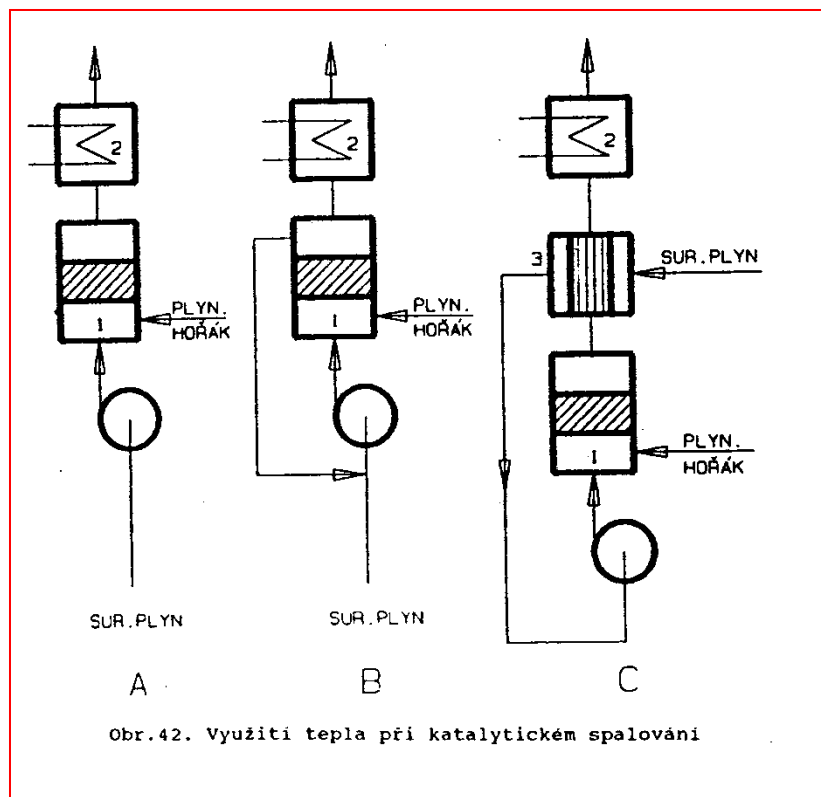 2
2
2
3
SUR.PLYN
PLYN.
HOŘÁK
1
PLYN.
HOŘÁK
1
PLYN.
HOŘÁK
1
SUR.PLYN
SUR.PLYN
A
B
C
Obr.42. Využití tepla při katalytickém spalování